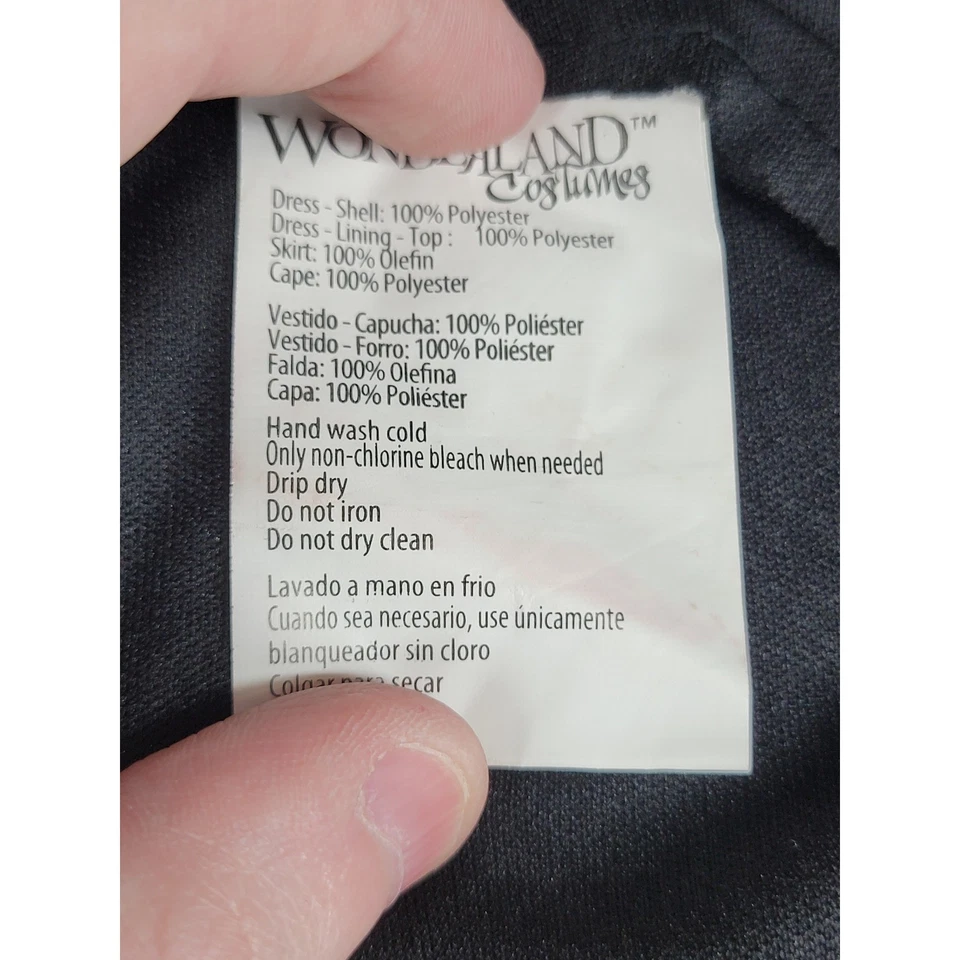 WONDERLAND™
Costumes
Dress - Shell: 100% Polyester
Dress - Lining - Top : 100% Polyester
Skirt: 100% Olefin
Cape: 100% Polyester
Vestido - Capucha: 100% Poliéster
Vestido - Forro: 100% Poliéster
Falda: 100% Olefina
Capa: 100% Poliéster
Hand wash cold
Only non-chlorine bleach when needed
Drip dry
Do not iron
Do not dry clean
Lavado a mano en frio
Cuando sea necesario, use únicamente
blanqueador sin cloro
Colgar para secar